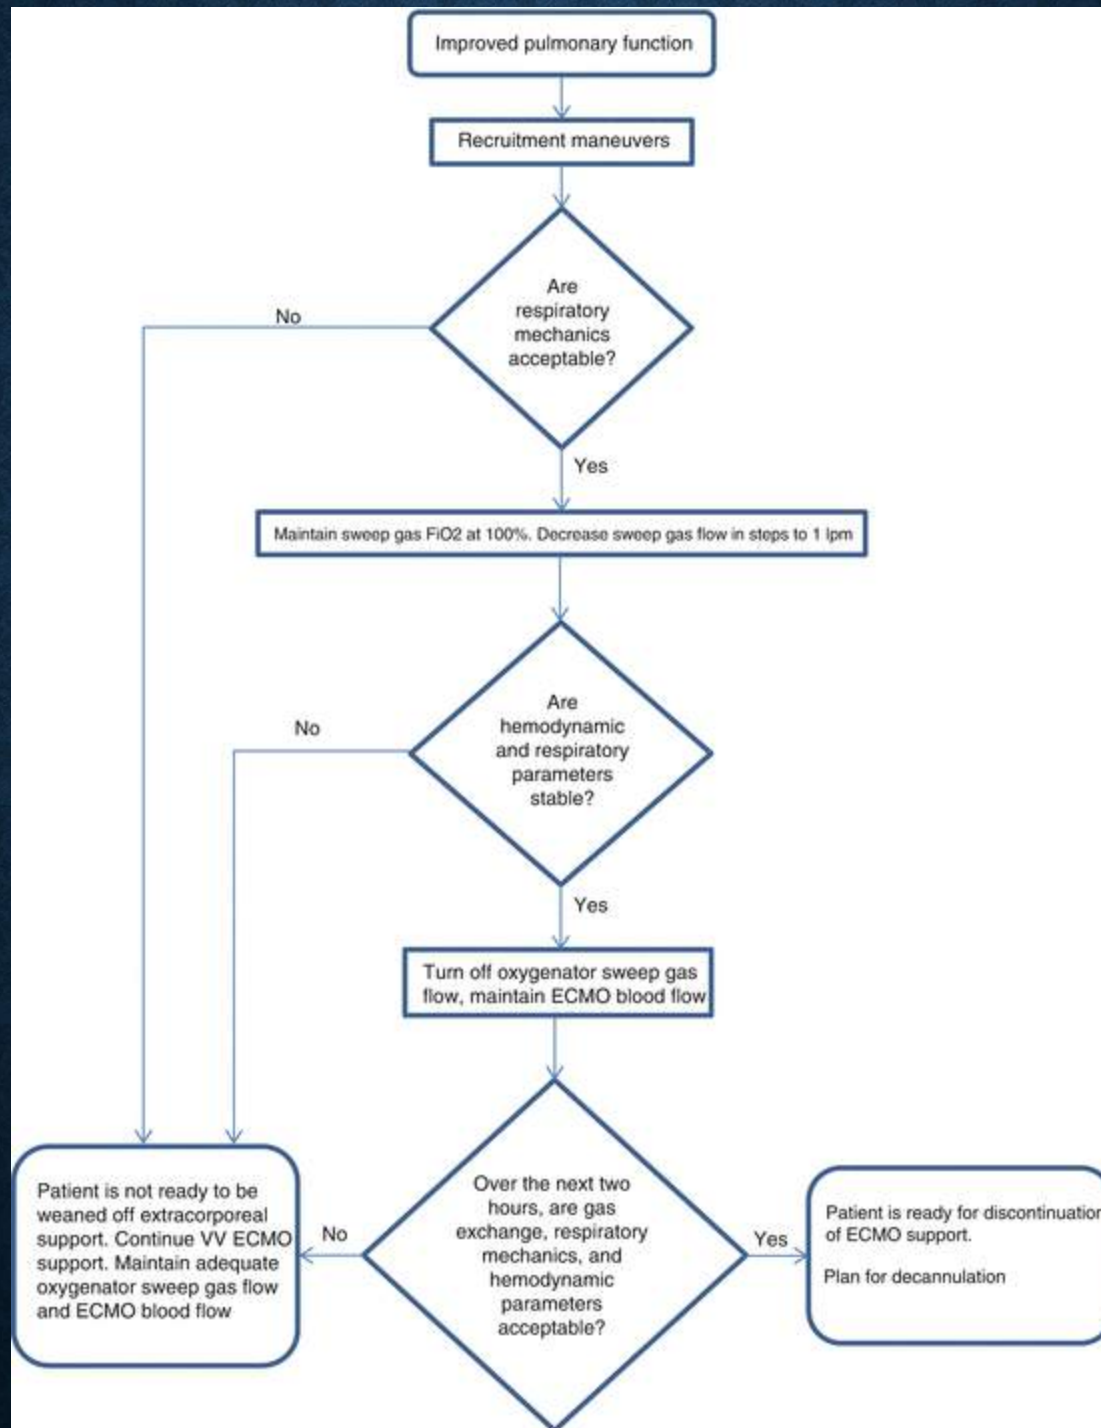 Improved pulmonary function
Recruitment maneuvers
Are
respiratory
mechanics
acceptable?
No
Yes
Maintain sweep gas FiO2 at 100%. Decrease sweep gas flow in steps to 1 lpm
Are
hemodynamic
and respiratory
parameters
stable?
No
Yes
Turn off oxygenator sweep gas
flow, maintain ECMO blood flow
Over the next two
hours, are gas
exchange, respiratory
mechanics, and
hemodynamic
parameters
acceptable?
No
Yes
Patient is not ready to be
weaned off extracorporeal
support. Continue VV ECMO
support. Maintain adequate
oxygenator sweep gas flow
and ECMO blood flow
Patient is ready for discontinuation
of ECMO support.
Plan for decannulation